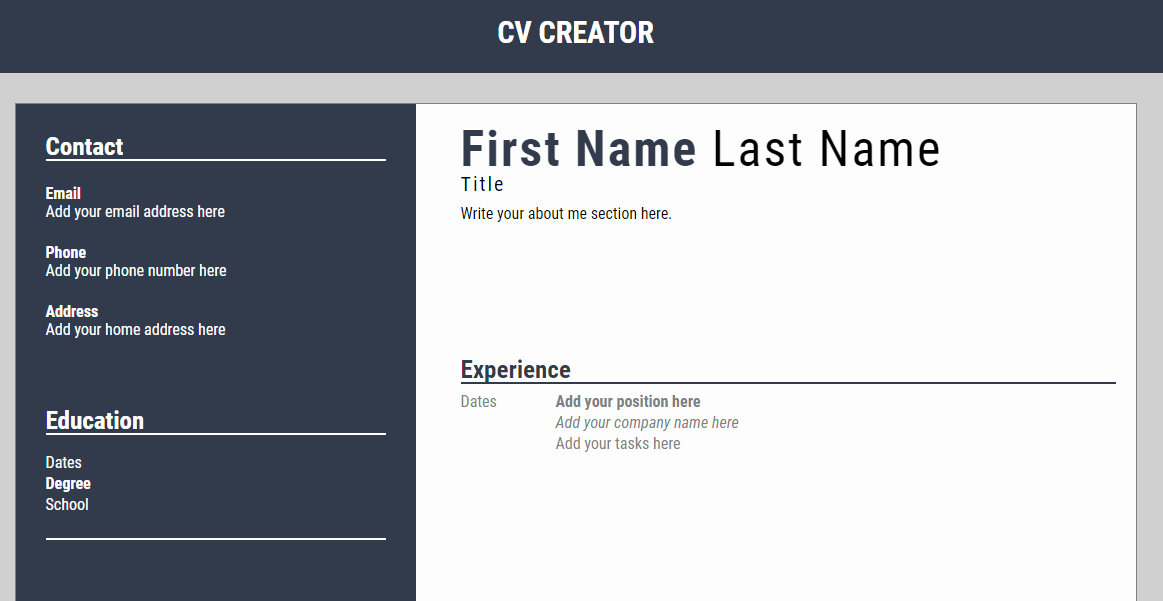 CV CREATOR
Contact
Email
Add your email address here
Phone
Add your phone number here
Address
Add your home address here
Education
Dates
Degree
School
First Name Last Name
Title
Write your about me section here.
Experience
Dates Add your position here
Add your company name here
Add your tasks here